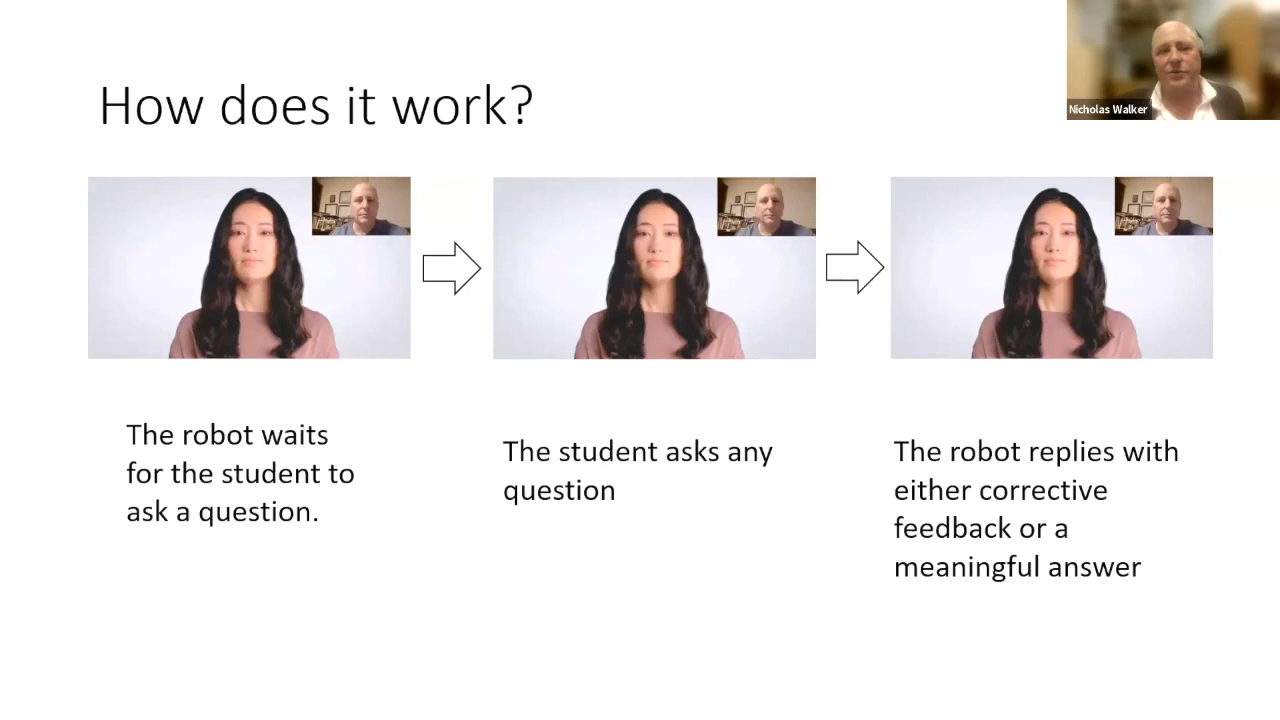 How does it work?
Nicholas Walker
The robot waits
for the student to
ask a question.
The student asks any
question
The robot replies with
either corrective
feedback or a
meaningful answer